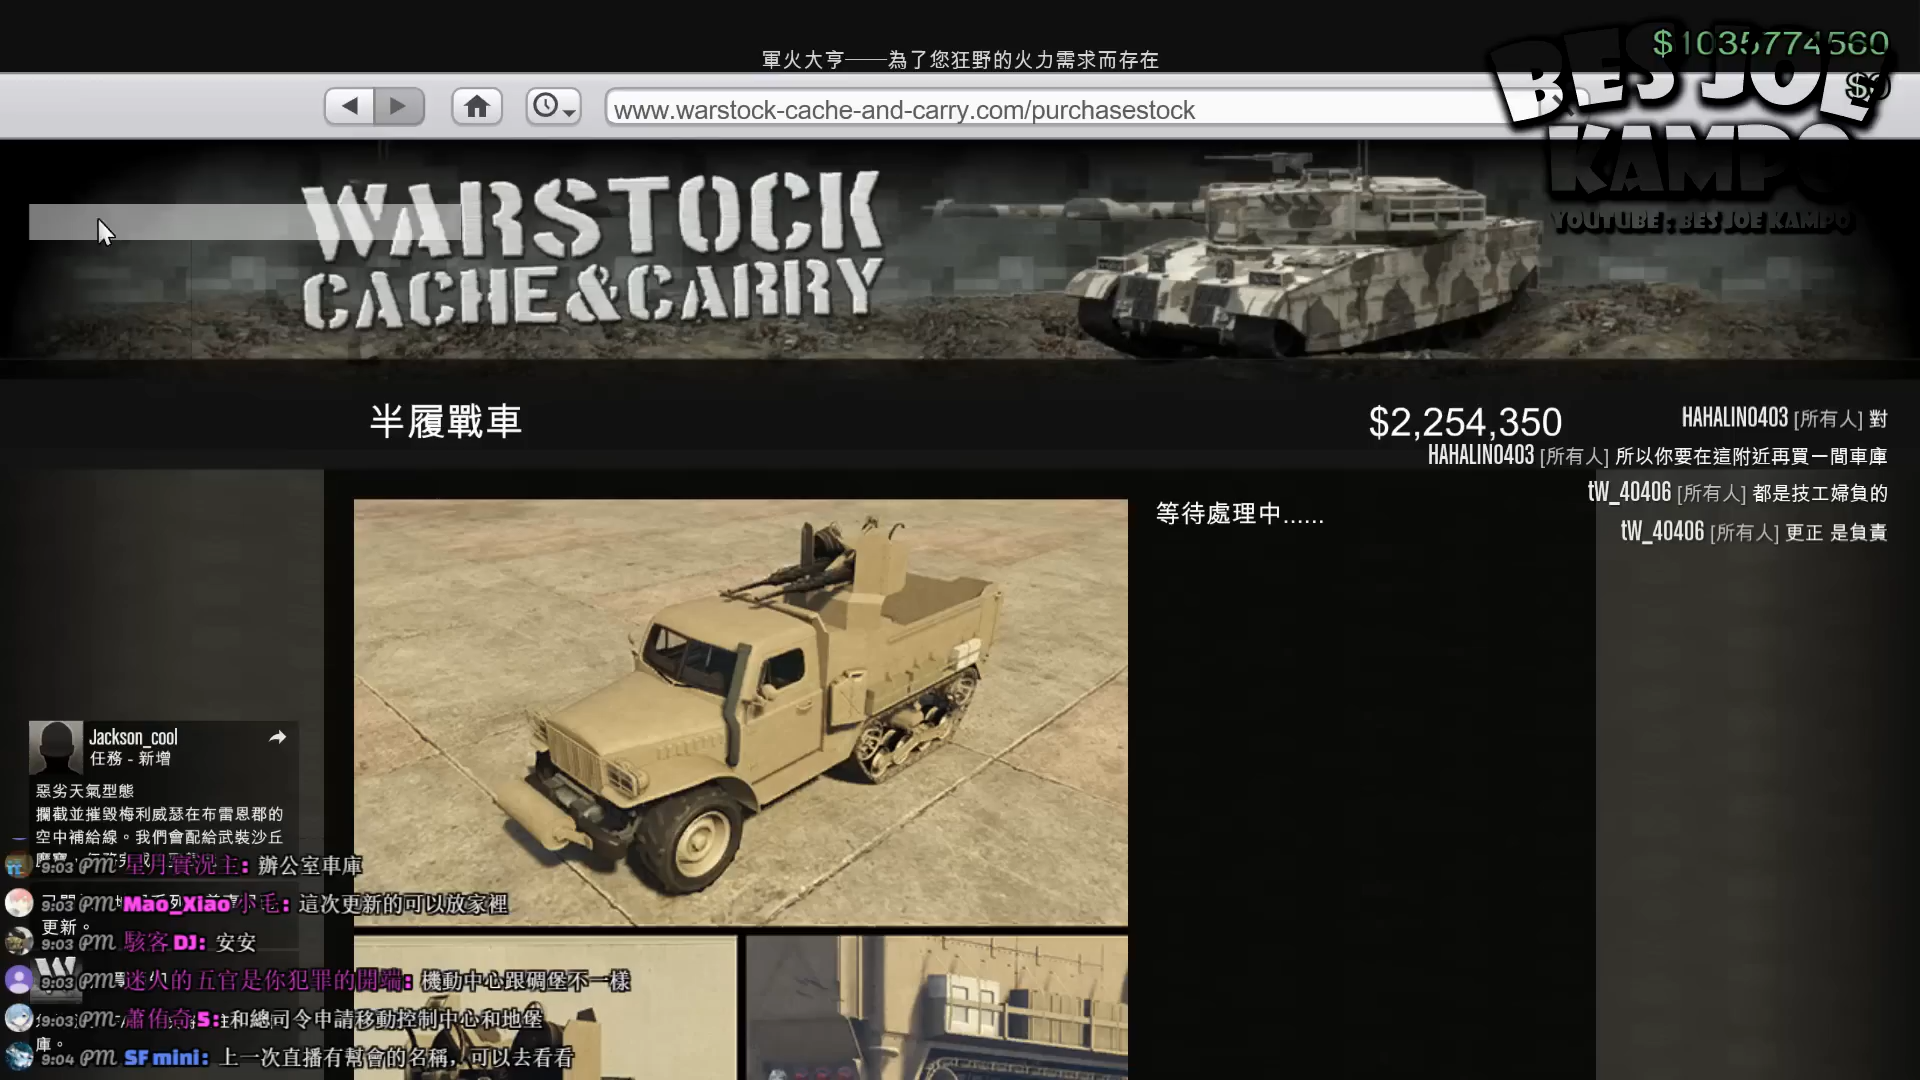 軍火大亨——為了您狂野的火力需求而存在
$1035774560
BES JOE
KAMPO
YOUTUBE : BES JOE KAMPO
www.warstock-cache-and-carry.com/purchasestock
WARSTOCK
CACHE & CARRY
半履戰車
$2,254,350
等待處理中......
HAHALIN0403 [所有人] 對
HAHALIN0403 [所有人] 所以你要在這附近再買一間車庫
tW_40406 [所有人] 都是技工婦負的
tW_40406 [所有人] 更正 是負責
Jackson_cool
任務 - 新增
惡劣天氣型態
攔截並摧毀梅利威瑟在布雷恩郡的
空中補給線。我們會配給武裝沙丘
更新。
庫。
9:03 PM 星月實況主: 辦公室車庫
9:03 PM Mao_Xiao小毛: 這次更新的可以放家裡
9:03 PM 駭客DJ: 安安
9:03 PM 迷人的五官是你犯罪的開端: 機動中心跟碉堡不一樣
9:03 PM 蕭侑奇S: 和總司令申請移動控制中心和地堡
9:04 PM SF mini: 上一次直播有幫會的名稱，可以去看看